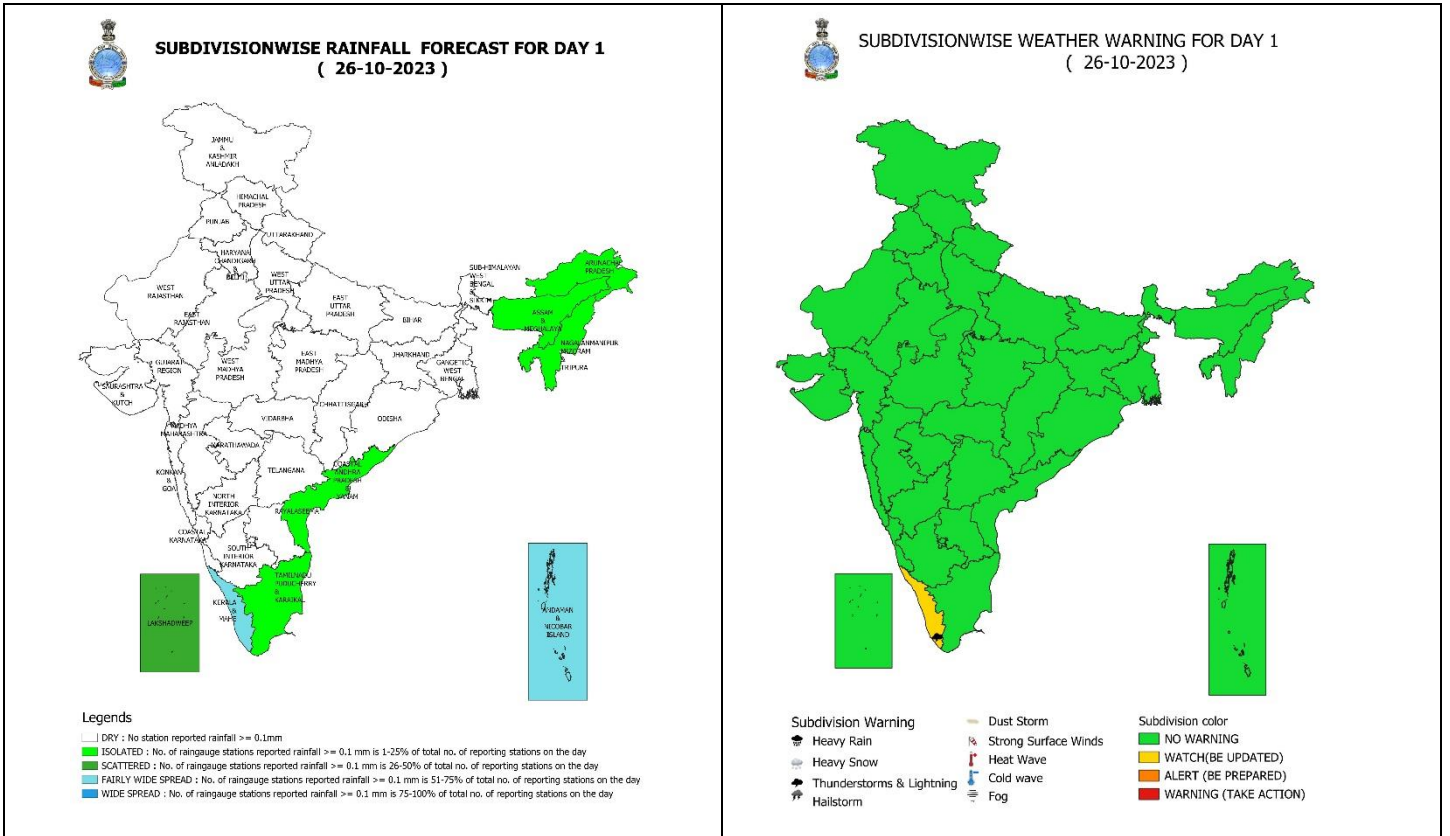 SUBDIVISIONWISE RAINFALL FORECAST FOR DAY 1
( 26-10-2023 )
JAMMU
&
KASHMIR
ANLADAKH
HIMACHAL
PRADESH
PUNJAB
UTTARAKHAND
HARYANA
CHANDIGARH
&
DELHI
WEST
RAJASTHAN
WEST
UTTAR
PRADESH
SUB-HIMALAYAN
WEST
BENGAL
&
SIKKIM
ARUNACHAL
PRADESH
EAST
RAJASTHAN
EAST
UTTAR
PRADESH
BIHAR
ASSAM
&
MEGHALAYA
NAGALANMANIPUR
MIZORAM
&
TRIPURA
GUJARAT
REGION
WEST
MADHYA
PRADESH
EAST
MADHYA
PRADESH
JHARKHAND
GANGETIC
WEST
BENGAL
SAURASHTRA
&
KUTCH
CHHATTISGARH
VIDARBHA
ODISHA
MADHYA
MAHARASHTRA
MARATHAWADA
KONKAN
&
GOA
TELANGANA
COASTAL
ANDHRA
PRADESH
&
YANAM
NORTH
INTERIOR
KARNATAKA
RAYALASEEMA
COASTAL
KARNATAKA
SOUTH
INTERIOR
KARNATAKA
TAMILNADU
PUDUCHERRY
&
KARAIKAL
KERALA
&
MAHE
LAKSHADWEEP
ANDAMAN
&
NICOBAR
ISLAND
Legends
DRY : No station reported rainfall >= 0.1mm
ISOLATED : No. of raingauge stations reported rainfall >= 0.1 mm is 1-25% of total no. of reporting stations on the day
SCATTERED : No. of raingauge stations reported rainfall >= 0.1 mm is 26-50% of total no. of reporting stations on the day
FAIRLY WIDE SPREAD : No. of raingauge stations reported rainfall >= 0.1 mm is 51-75% of total no. of reporting stations on the day
WIDE SPREAD : No. of raingauge stations reported rainfall >= 0.1 mm is 75-100% of total no. of reporting stations on the day
SUBDIVISIONWISE WEATHER WARNING FOR DAY 1
( 26-10-2023 )
Subdivision Warning
Heavy Rain
Heavy Snow
Thunderstorms & Lightning
Hailstorm
Dust Storm
Strong Surface Winds
Heat Wave
Cold wave
Fog
Subdivision color
NO WARNING
WATCH(BE UPDATED)
ALERT (BE PREPARED)
WARNING (TAKE ACTION)